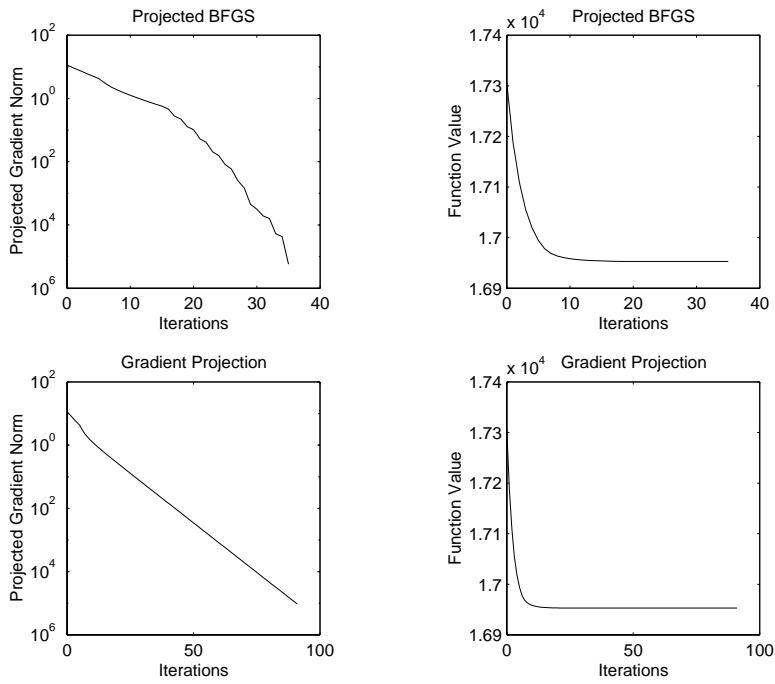 Projected BFGS
10^2
10^0
10^2
10^4
10^6
Projected Gradient Norm
0 10 20 30 40
Iterations
Projected BFGS
x 10^4
1.74
1.73
1.72
1.71
1.7
1.69
Function Value
0 10 20 30 40
Iterations
Gradient Projection
10^2
10^0
10^2
10^4
10^6
Projected Gradient Norm
0 50 100
Iterations
Gradient Projection
x 10^4
1.74
1.73
1.72
1.71
1.7
1.69
Function Value
0 50 100
Iterations